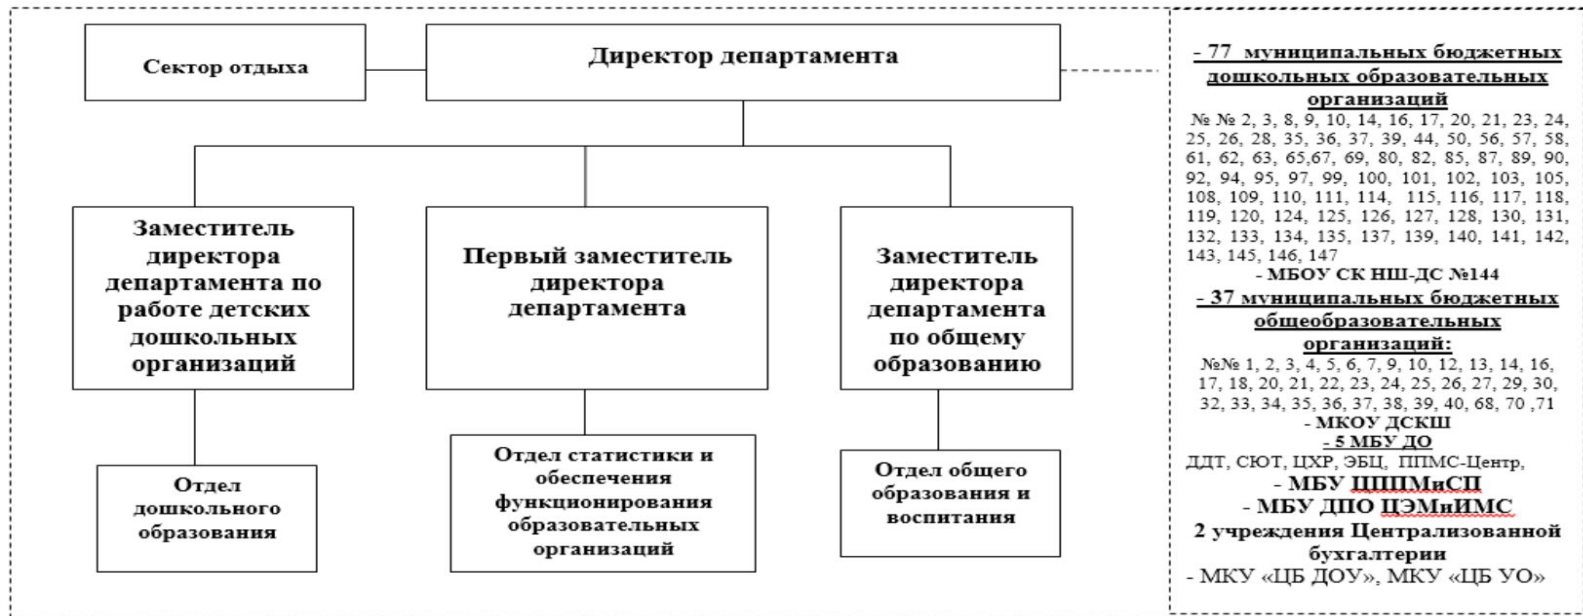 Сектор отдыха
Директор департамента
Заместитель
директора
департамента по
работе детских
дошкольных
организаций
Первый заместитель
директора
департамента
Заместитель
директора
департамента
по общему
образованию
Отдел
дошкольного
образования
Отдел статистики и
обеспечения
функционирования
образовательных
организаций
Отдел общего
образования и
воспитания
- 77 муниципальных бюджетных
дошкольных образовательных
организаций
№ № 2, 3, 8, 9, 10, 14, 16, 17, 20, 21, 23, 24,
25, 26, 28, 35, 36, 37, 39, 44, 50, 56, 57, 58,
61, 62, 63, 65,67, 69, 80, 82, 85, 87, 89, 90,
92, 94, 95, 97, 99, 100, 101, 102, 103, 105,
108, 109, 110, 111, 114, 115, 116, 117, 118,
119, 120, 124, 125, 126, 127, 128, 130, 131,
132, 133, 134, 135, 137, 139, 140, 141, 142,
143, 145, 146, 147
- МБОУ СК НШ-ДС №144
- 37 муниципальных бюджетных
общеобразовательных
организаций:
№№ 1, 2, 3, 4, 5, 6, 7, 9, 10, 12, 13, 14, 16,
17, 18, 20, 21, 22, 23, 24, 25, 26, 27, 29, 30,
32, 33, 34, 35, 36, 37, 38, 39, 40, 68, 70 ,71
- МКОУ ДСКШ
- 5 МБУ ДО
ДДТ, СЮТ, ЦХР, ЭБЦ, ППМС-Центр,
- МБУ ЦППМиСП
- МБУ ДПО ЦЭМиИМС
2 учреждения Централизованной
бухгалтерии
- МКУ «ЦБ ДОУ», МКУ «ЦБ УО»